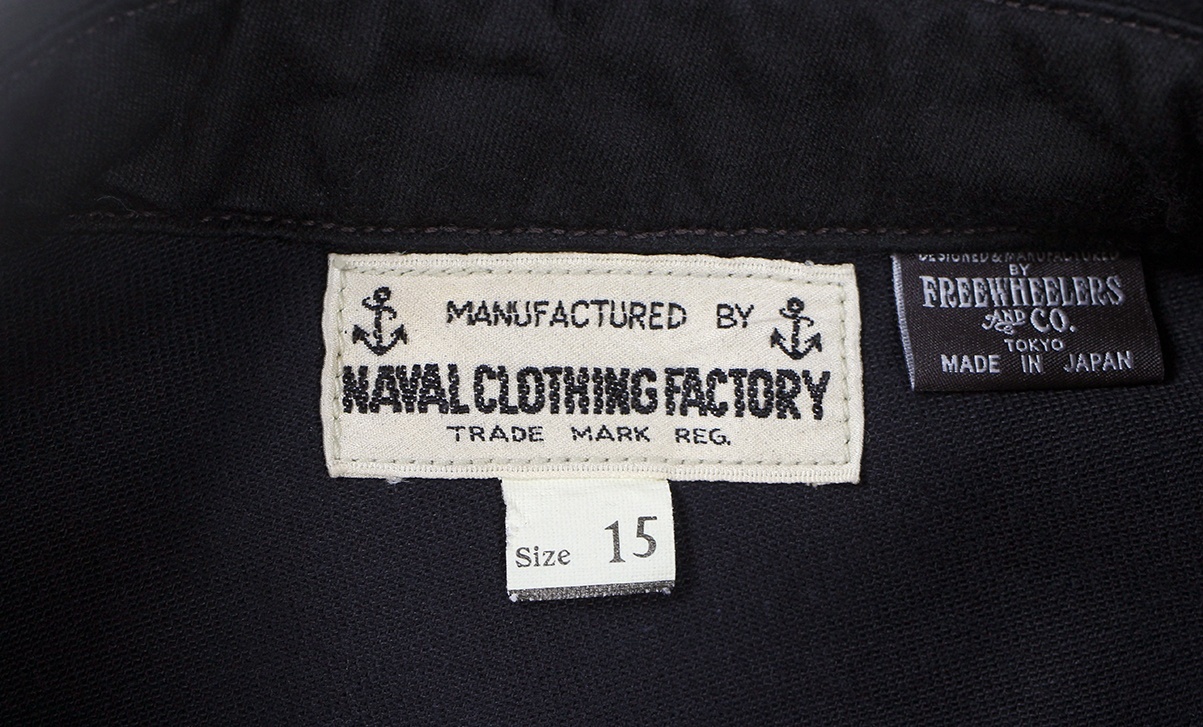 MANUFACTURED BY
NAVAL CLOTHING FACTORY
TRADE MARK REG.
Size 15
DESIGNED & MANUFACTURED
BY
FREEWHEELERS
AND CO.
TOKYO
MADE IN JAPAN